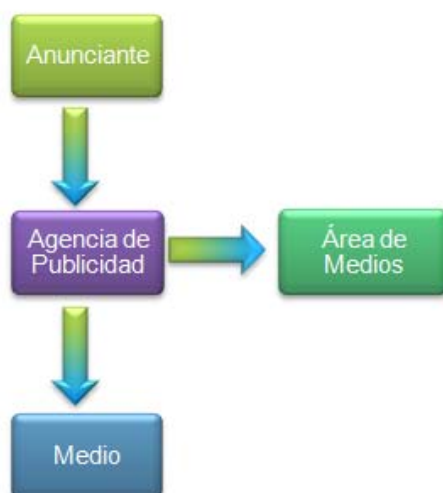 Anunciante
Agencia de
Publicidad
Área de
Medios
Medio